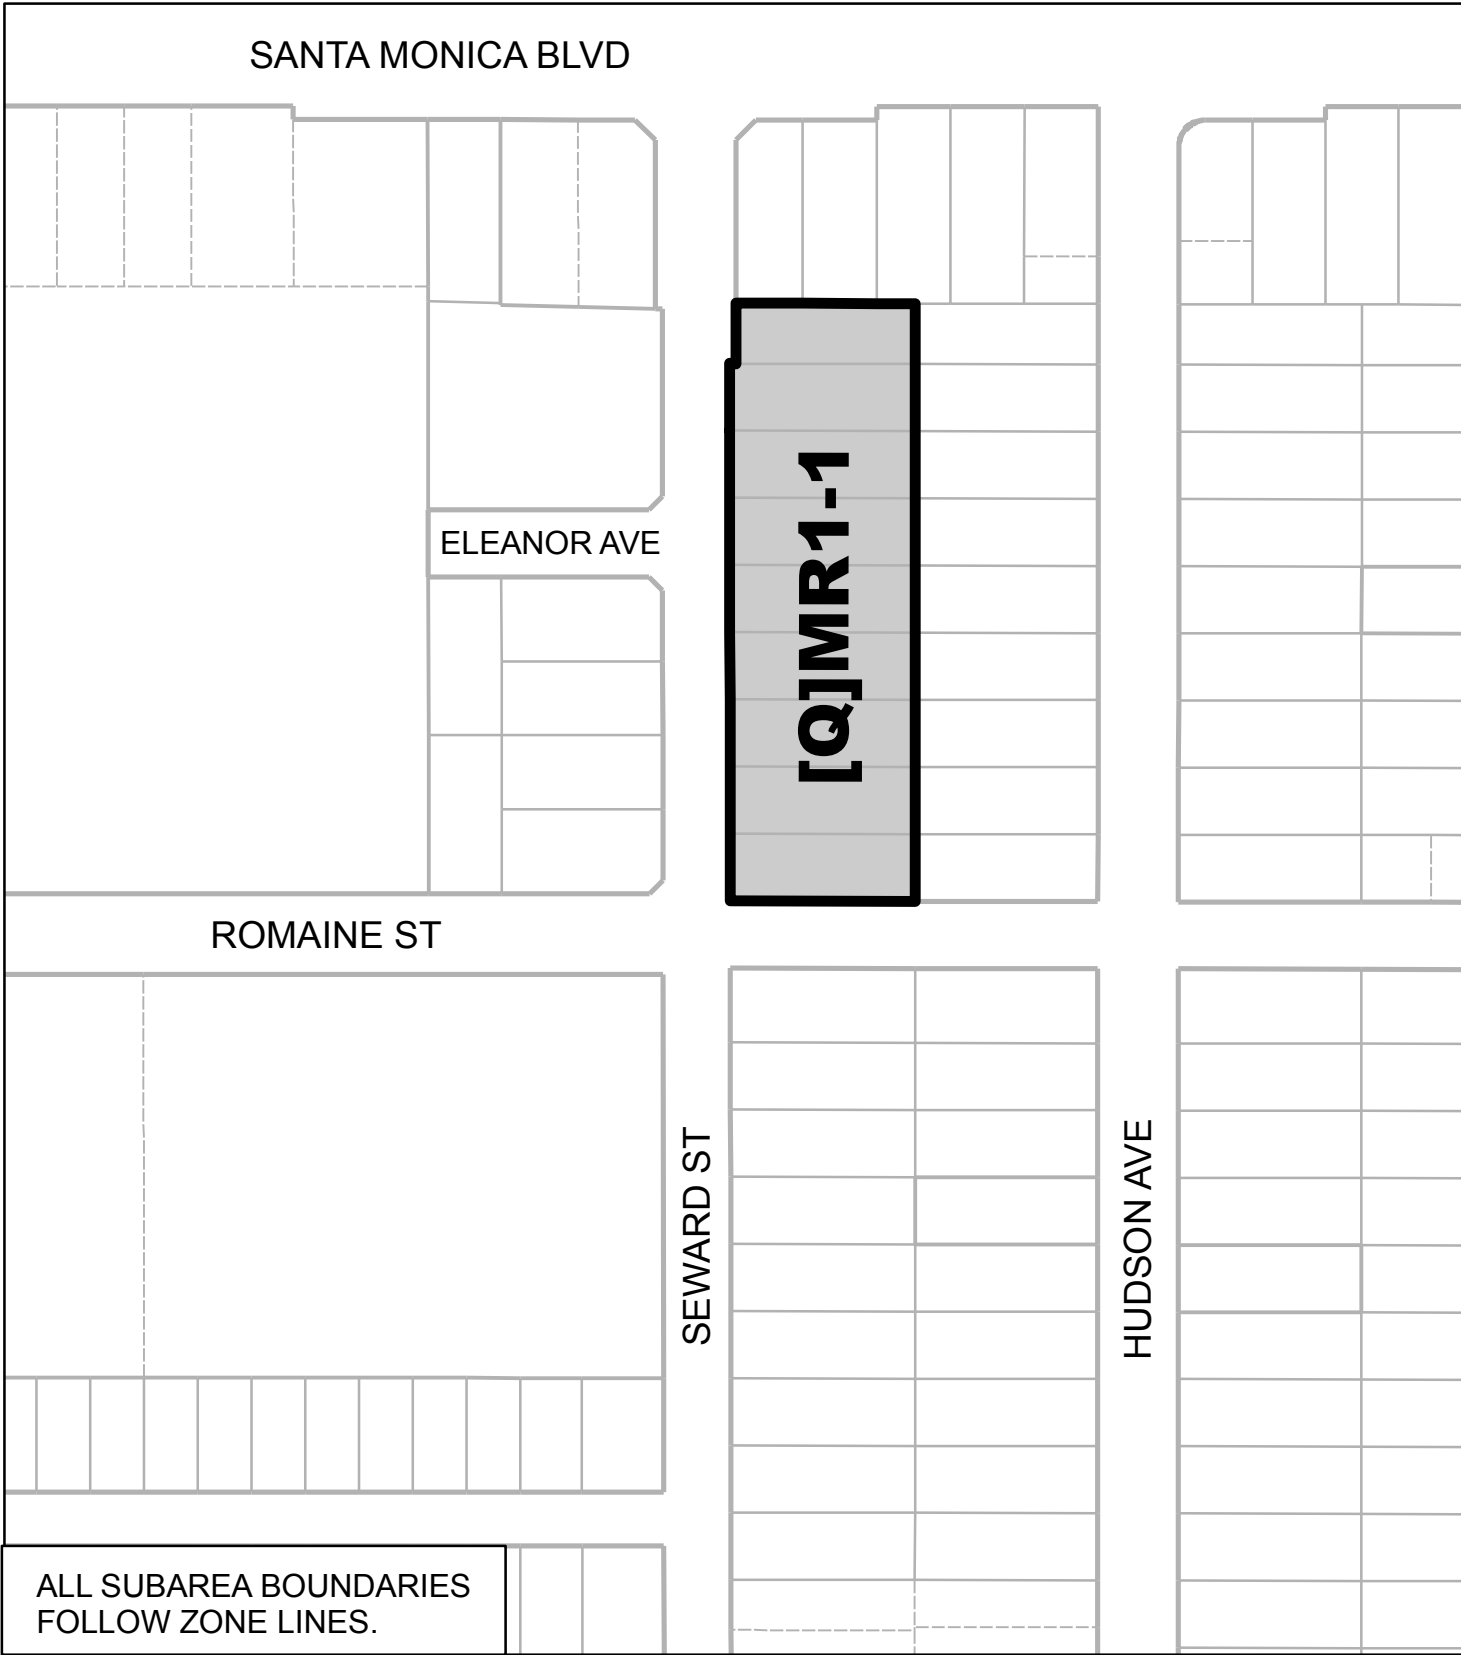 SANTA MONICA BLVD
[Q]MR1-1
ELEANOR AVE
ROMAINE ST
SEWARD ST
HUDSON AVE
ALL SUBAREA BOUNDARIES
FOLLOW ZONE LINES.